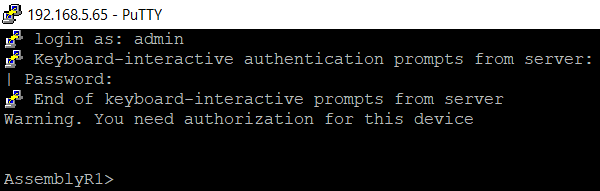 192.168.5.65 - PuTTY
login as: admin
Keyboard-interactive authentication prompts from server:
| Password:
End of keyboard-interactive prompts from server
Warning. You need authorization for this device
AssemblyR1>